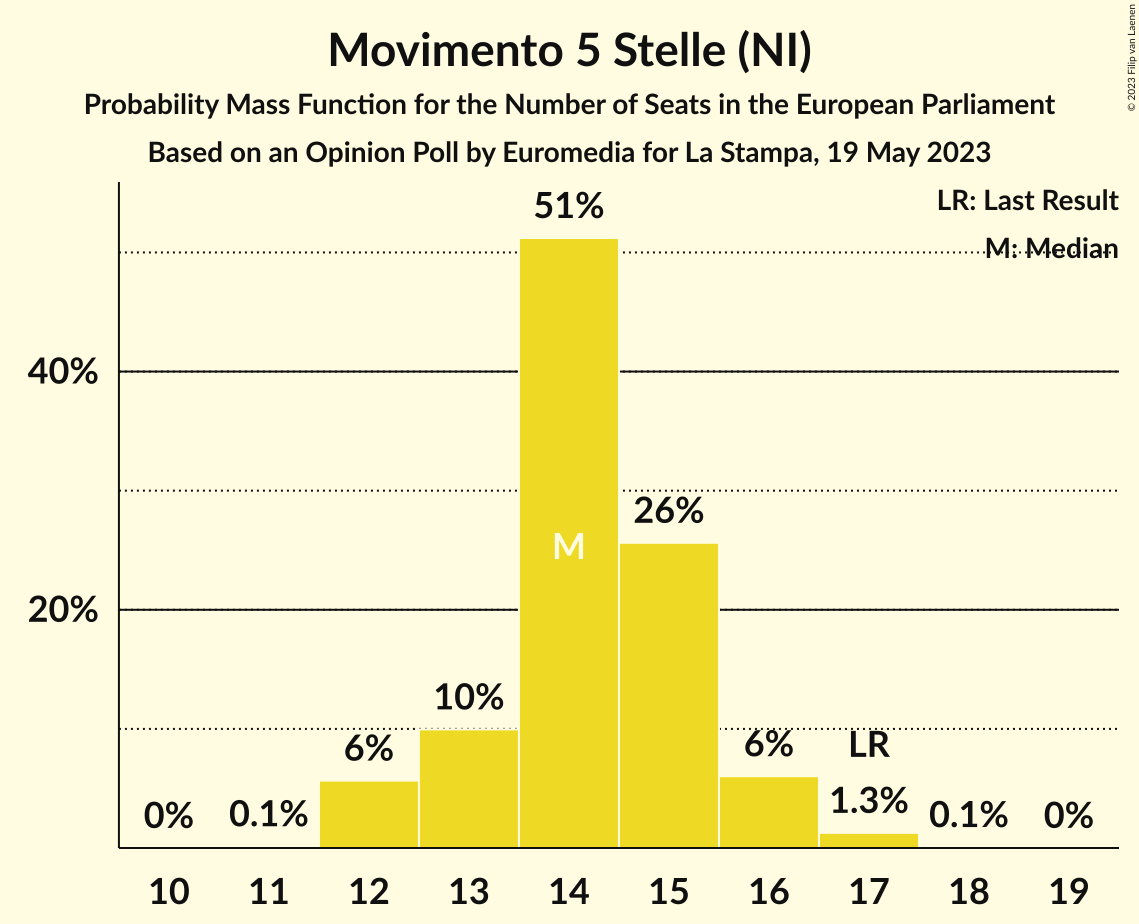 Movimento 5 Stelle (NI)
Probability Mass Function for the Number of Seats in the European Parliament
Based on an Opinion Poll by Euromedia for La Stampa, 19 May 2023
© 2023 Filip van Laenen
LR: Last Result
M: Median
51%
40%
26%
M
20%
10%
6%
6%
LR
0%
0.1%
1.3%
0.1%
0%
10 11 12 13 14 15 16 17 18 19